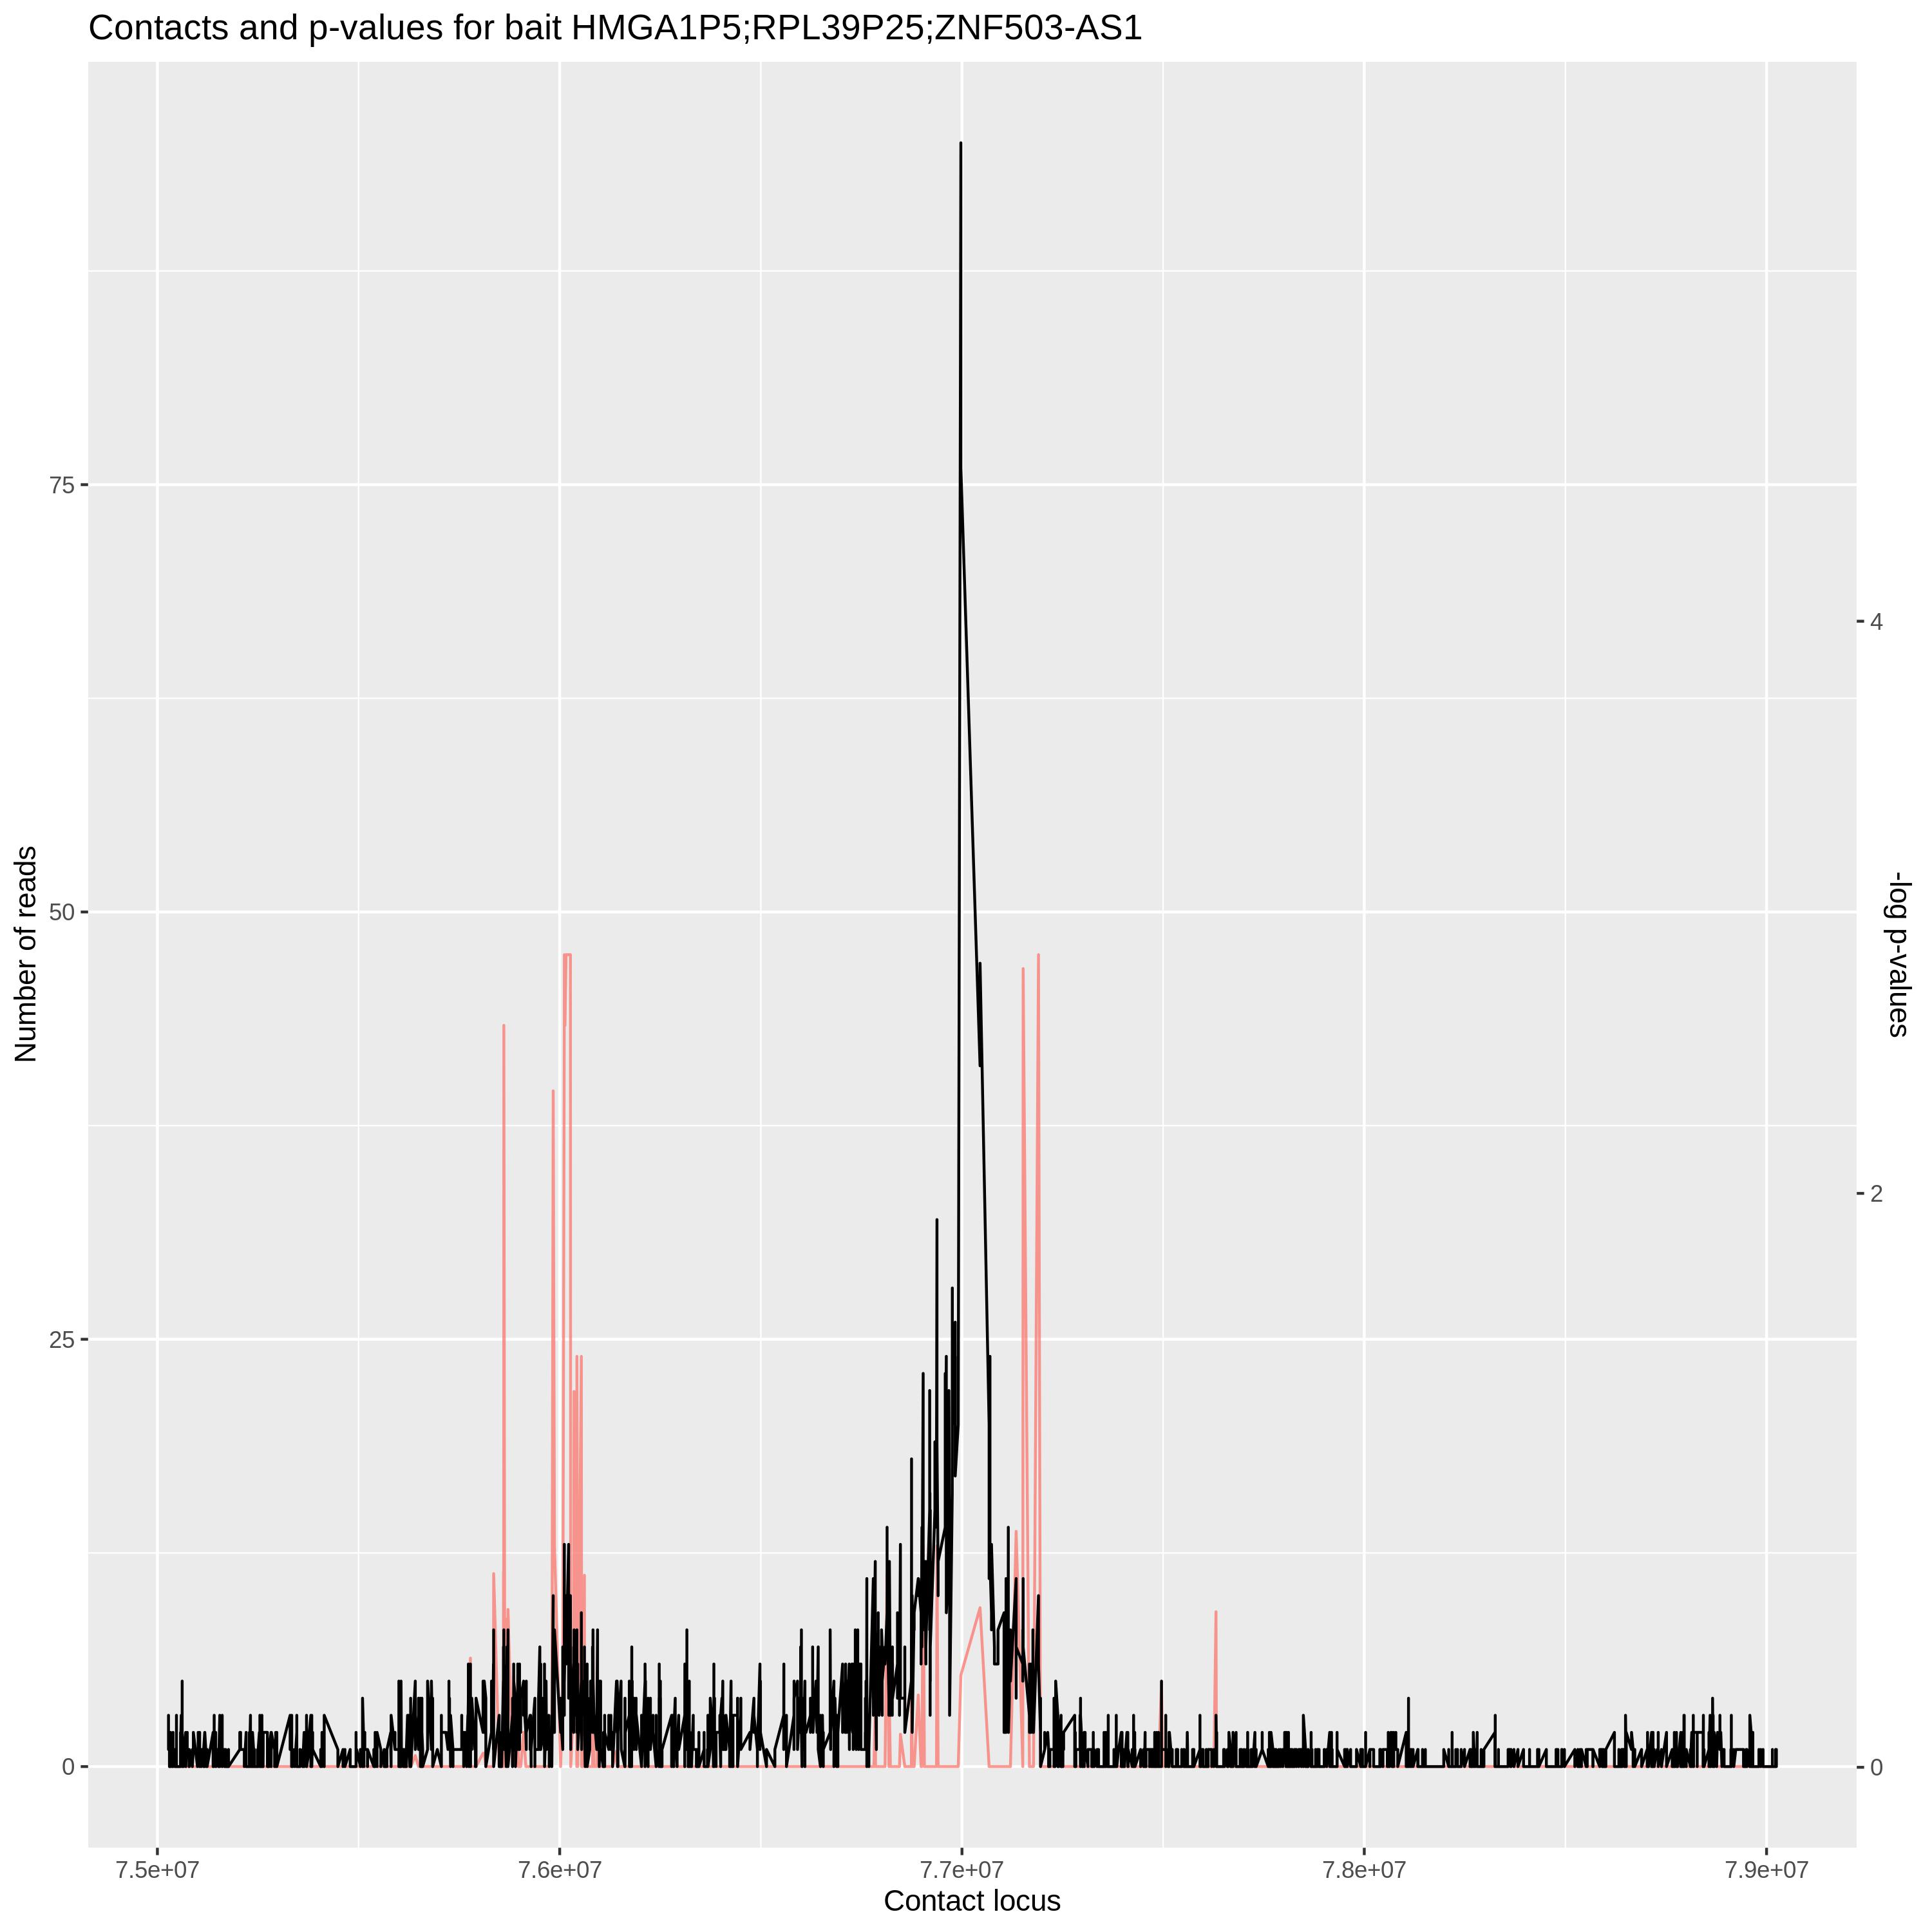 Contacts and p-values for bait HMGA1P5;RPL39P25;ZNF503-AS1
75
50
25
0
Number of reads
4
2
0
-log p-values
7.5e+07 7.6e+07 7.7e+07 7.8e+07 7.9e+07
Contact locus